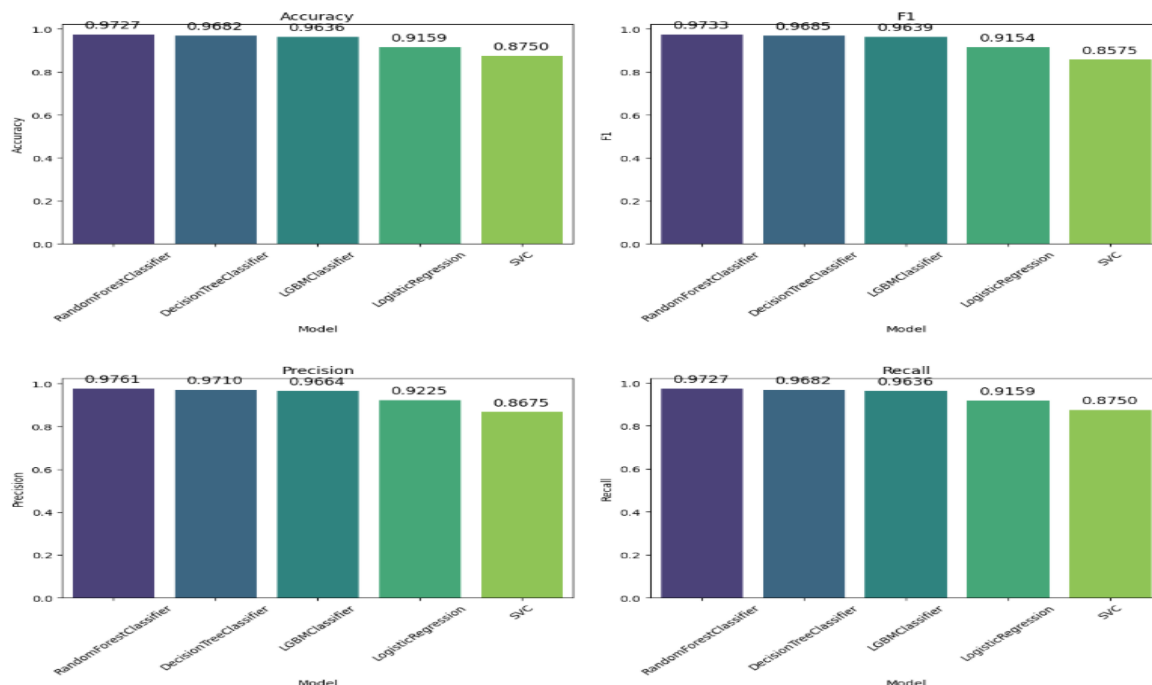 Accuracy
0.9727 0.9682 0.9636 0.9159 0.8750
1.0
0.8
0.6
0.4
0.2
0.0
Accuracy
RandomForestClassifier DecisionTreeClassifier LGBMClassifier LogisticRegression SVC
Model
F1
0.9733 0.9685 0.9639 0.9154 0.8575
1.0
0.8
0.6
0.4
0.2
0.0
F1
RandomForestClassifier DecisionTreeClassifier LGBMClassifier LogisticRegression SVC
Model
Precision
0.9761 0.9710 0.9664 0.9225 0.8675
1.0
0.8
0.6
0.4
0.2
0.0
Precision
RandomForestClassifier DecisionTreeClassifier LGBMClassifier LogisticRegression SVC
Model
Recall
0.9727 0.9682 0.9636 0.9159 0.8750
1.0
0.8
0.6
0.4
0.2
0.0
Recall
RandomForestClassifier DecisionTreeClassifier LGBMClassifier LogisticRegression SVC
Model